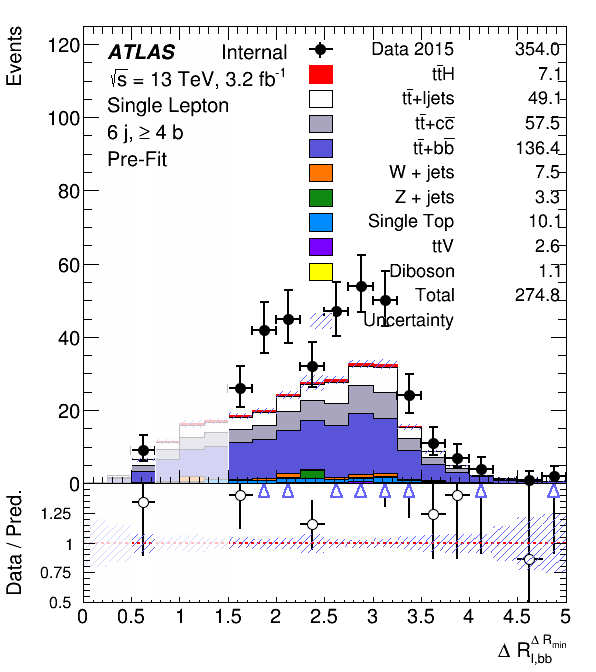 Events
120
100
80
60
40
20
0
ATLAS Internal
√s = 13 TeV, 3.2 fb-1
Single Lepton
6 j, ≥ 4 b
Pre-Fit
Data 2015 354.0
tt̄H 7.1
tt̄+ljets 49.1
tt̄+cc̄ 57.5
tt̄+bb̄ 136.4
W + jets 7.5
Z + jets 3.3
Single Top 10.1
ttV 2.6
Diboson 1.1
Total 274.8
Uncertainty
Data / Pred.
1.25
1
0.75
0.5
0 0.5 1 1.5 2 2.5 3 3.5 4 4.5 5
Δ R l,bb Δ R min